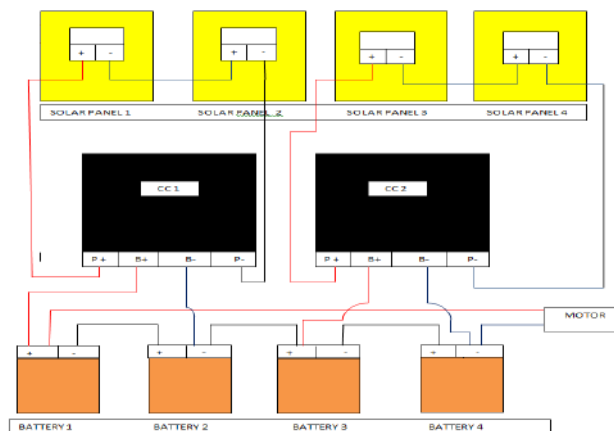 + -
+ -
+ -
+ -
SOLAR PANEL 1 SOLAR PANEL 2 SOLAR PANEL 3 SOLAR PANEL 4
CC 1
CC 2
P + B+ B- P-
P + B+ B- P-
MOTOR
+ -
+ -
+ -
+ -
BATTERY 1 BATTERY 2 BATTERY 3 BATTERY 4